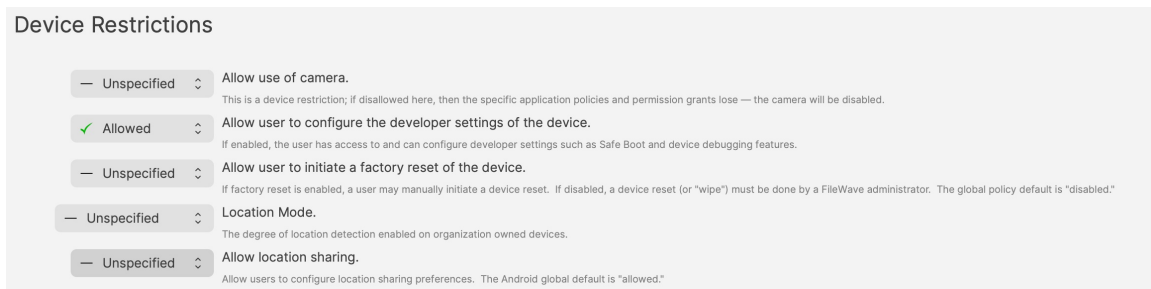 Device Restrictions
— Unspecified Allow use of camera.
This is a device restriction; if disallowed here, then the specific application policies and permission grants lose — the camera will be disabled.
✓ Allowed Allow user to configure the developer settings of the device.
If enabled, the user has access to and can configure developer settings such as Safe Boot and device debugging features.
— Unspecified Allow user to initiate a factory reset of the device.
If factory reset is enabled, a user may manually initiate a device reset. If disabled, a device reset (or "wipe") must be done by a FileWave administrator. The global policy default is "disabled."
— Unspecified Location Mode.
The degree of location detection enabled on organization owned devices.
— Unspecified Allow location sharing.
Allow users to configure location sharing preferences. The Android global default is "allowed."